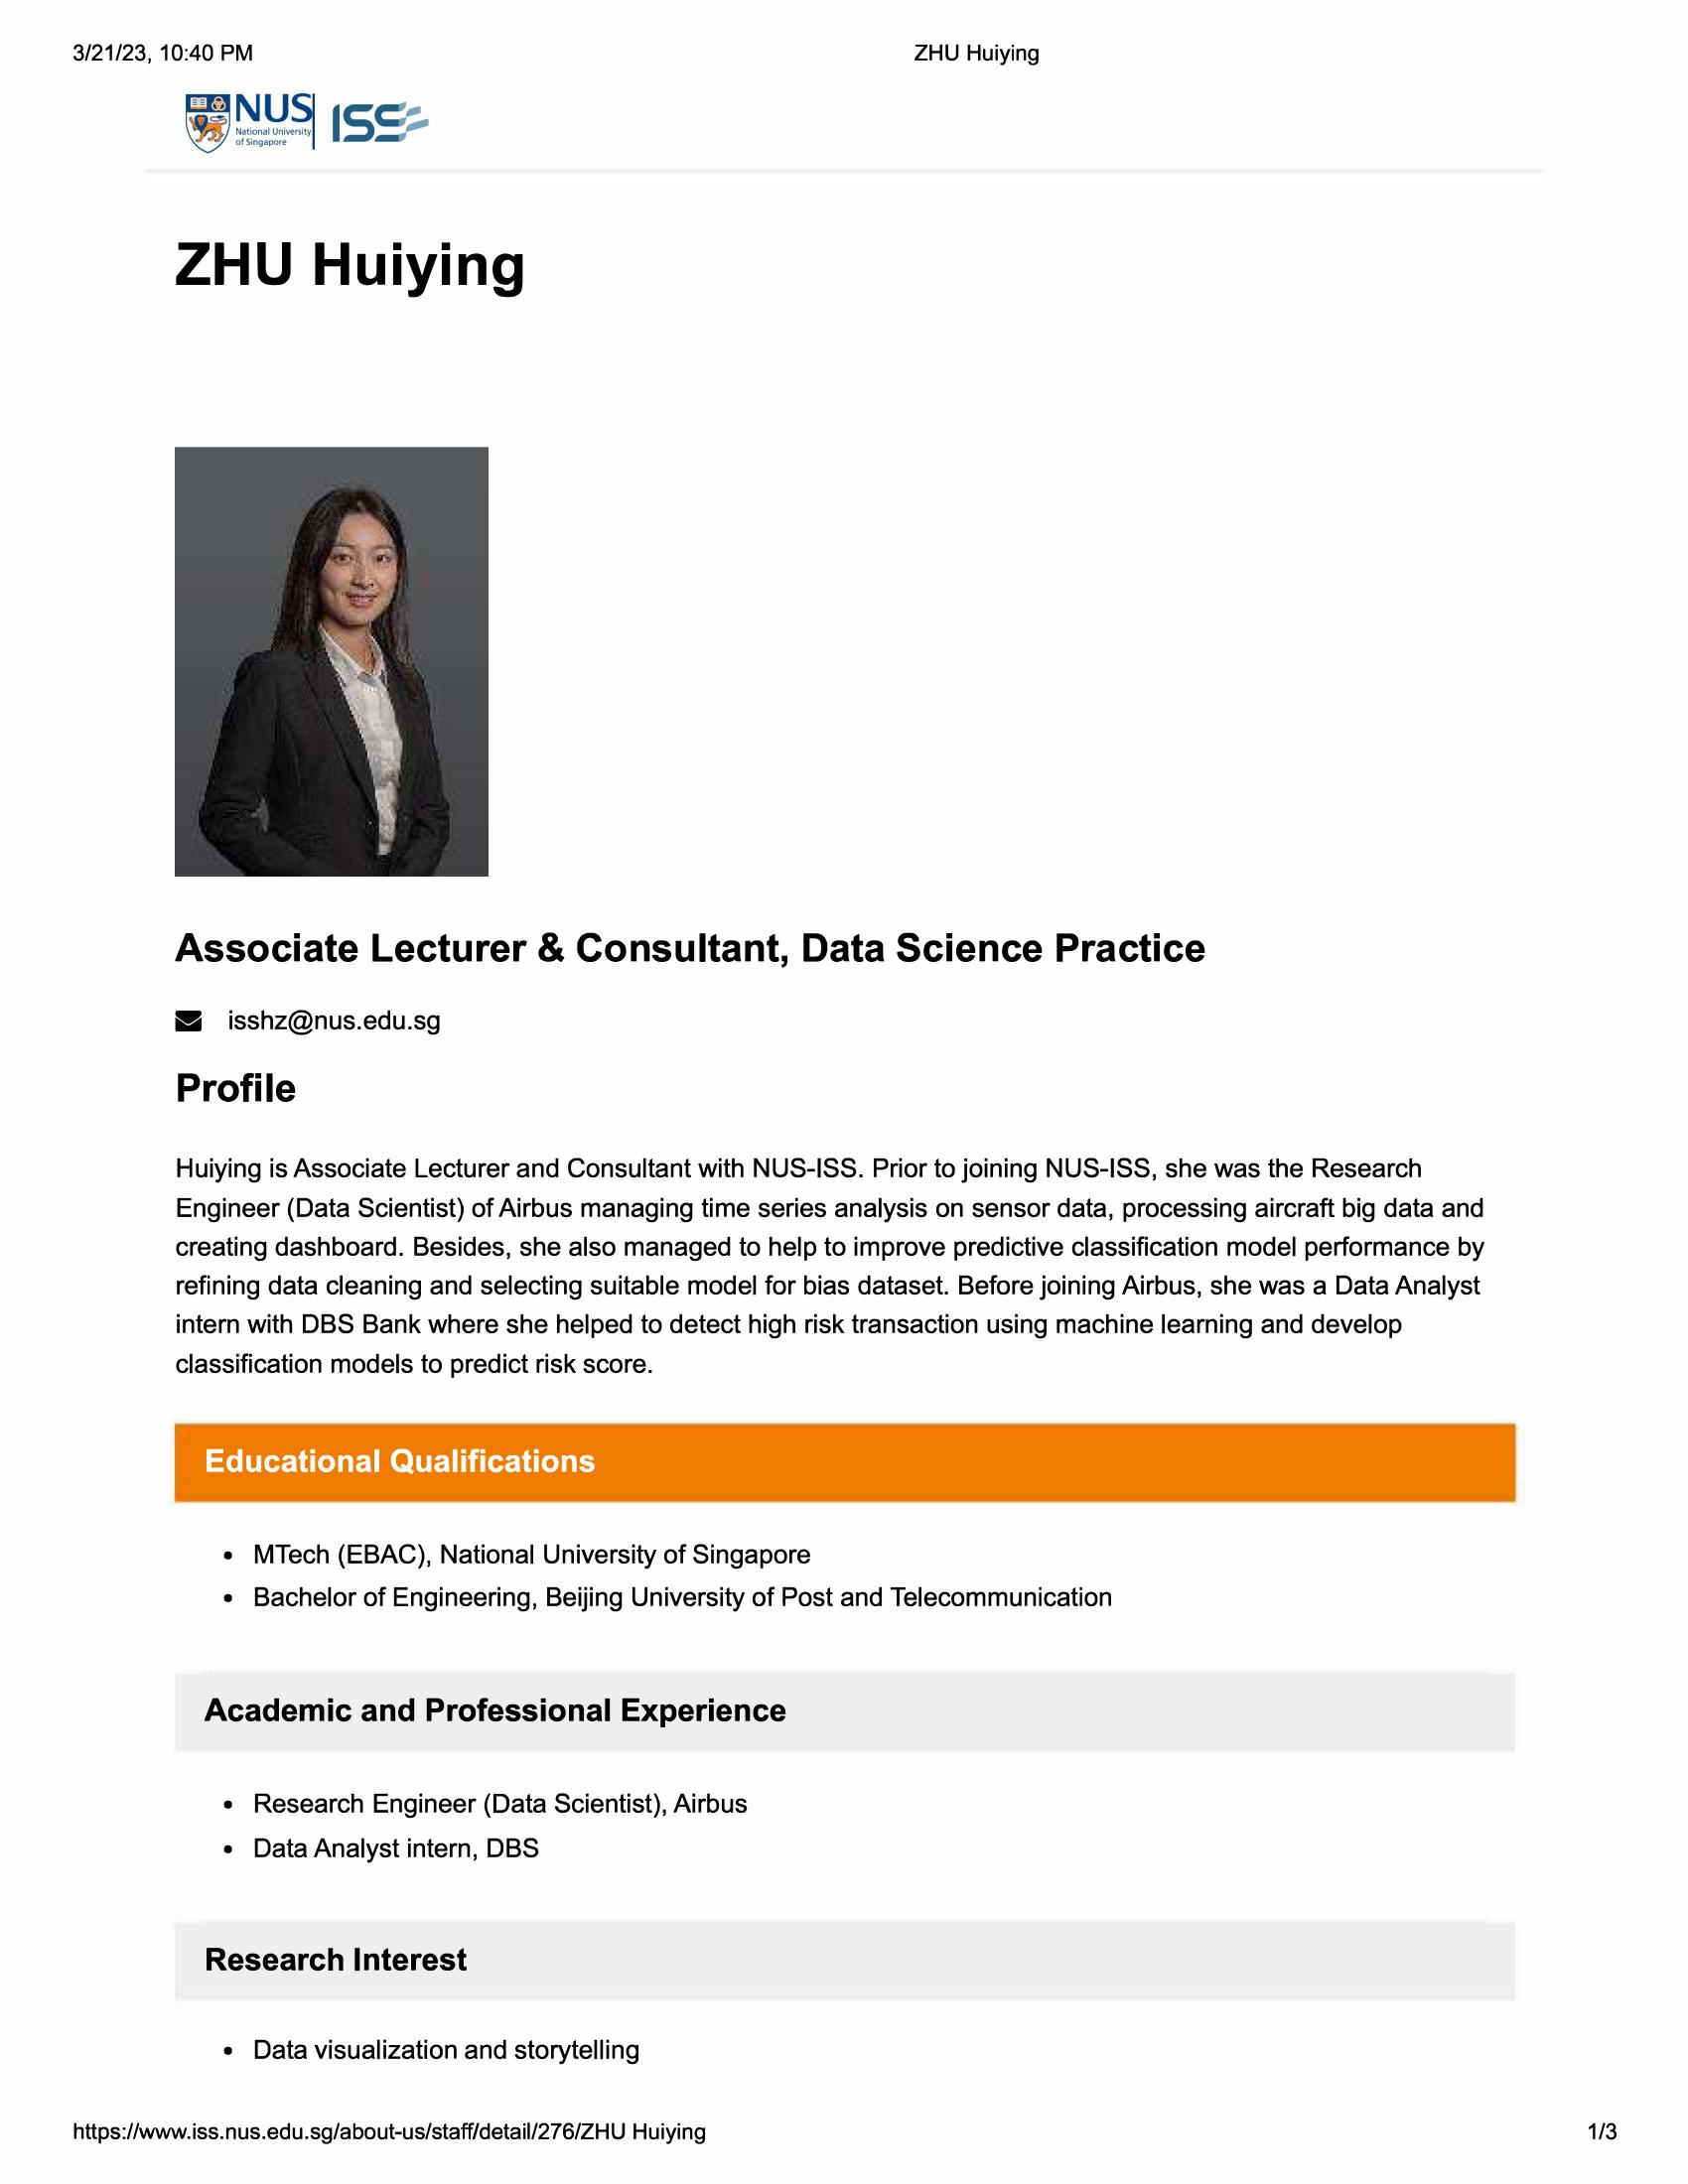 3/21/23, 10:40 PM
ZHU Huiying
NUS
National University
of Singapore
ISS
ZHU Huiying
Associate Lecturer & Consultant, Data Science Practice
isshz@nus.edu.sg
Profile
Huiying is Associate Lecturer and Consultant with NUS-ISS. Prior to joining NUS-ISS, she was the Research
Engineer (Data Scientist) of Airbus managing time series analysis on sensor data, processing aircraft big data and
creating dashboard. Besides, she also managed to help to improve predictive classification model performance by
refining data cleaning and selecting suitable model for bias dataset. Before joining Airbus, she was a Data Analyst
intern with DBS Bank where she helped to detect high risk transaction using machine learning and develop
classification models to predict risk score.
Educational Qualifications
• MTech (EBAC), National University of Singapore
• Bachelor of Engineering, Beijing University of Post and Telecommunication
Academic and Professional Experience
• Research Engineer (Data Scientist), Airbus
• Data Analyst intern, DBS
Research Interest
• Data visualization and storytelling
https://www.iss.nus.edu.sg/about-us/staff/detail/276/ZHU Huiying
1/3